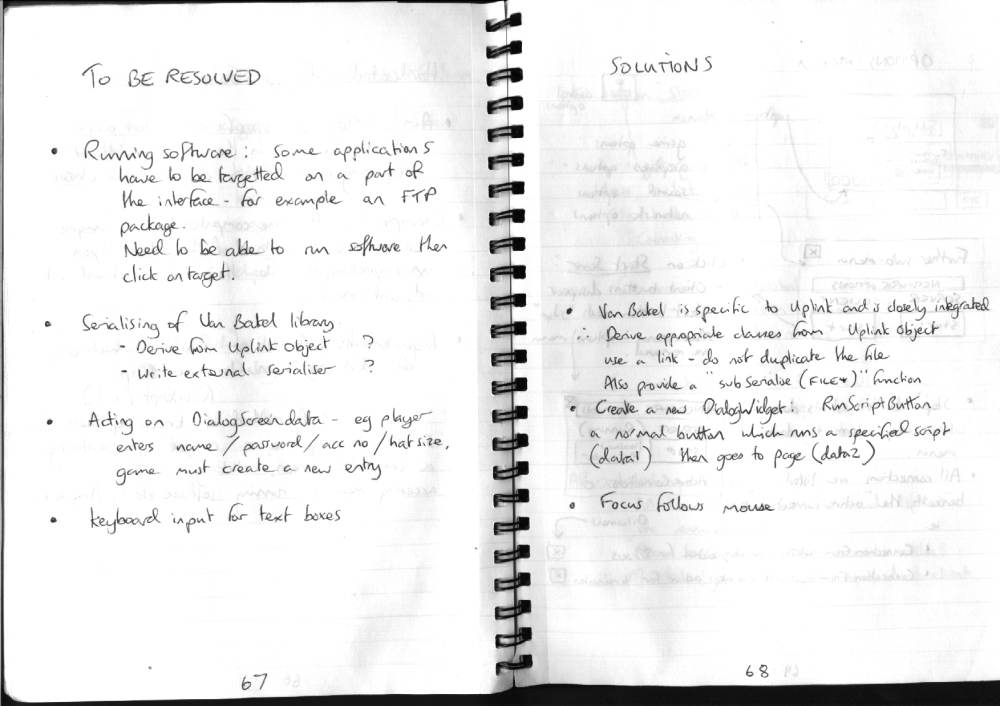 TO BE RESOLVED
• Running software: Some applications
have to be targetted on a part of
the interface - for example an FTP
package.
Need to be able to run software then
click on target.
• Serialising of Van Bakel library
- Derive from Uplink Object ?
- Write external serialiser ?
• Acting on DialogScreen data - eg player
enters name / password / acc no / hat size,
game must create a new entry
• Keyboard input for text boxes
67
SOLUTIONS
• Van Bakel is specific to Uplink and is closely integrated
∴ Derive appropriate classes from Uplink Object
use a link - do not duplicate the file
Also provide a "sub Serialise (FILE*)" function
• Create a new DialogWidget: RunScriptButton
a normal button which runs a specified script
(data1) then goes to page (data2)
• Focus follows mouse
68